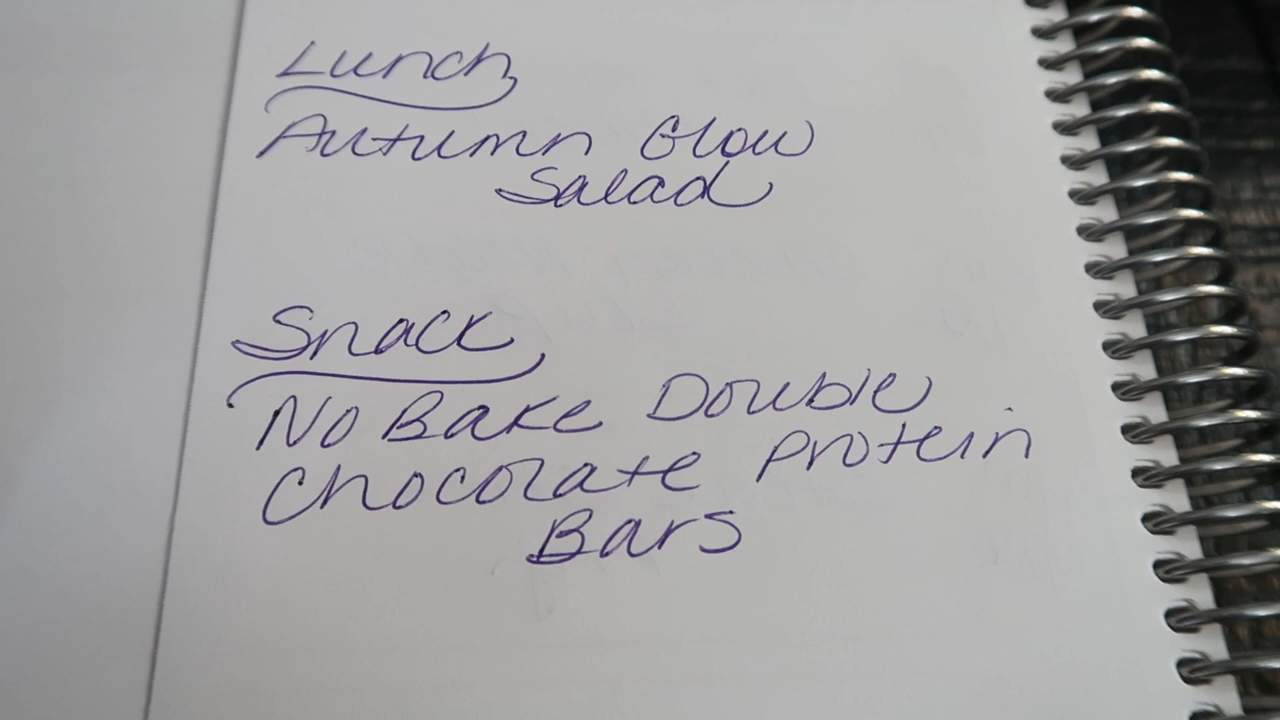 Lunch
Autumn Glow
Salad
Snack
No Bake Double
Chocolate Protein
Bars